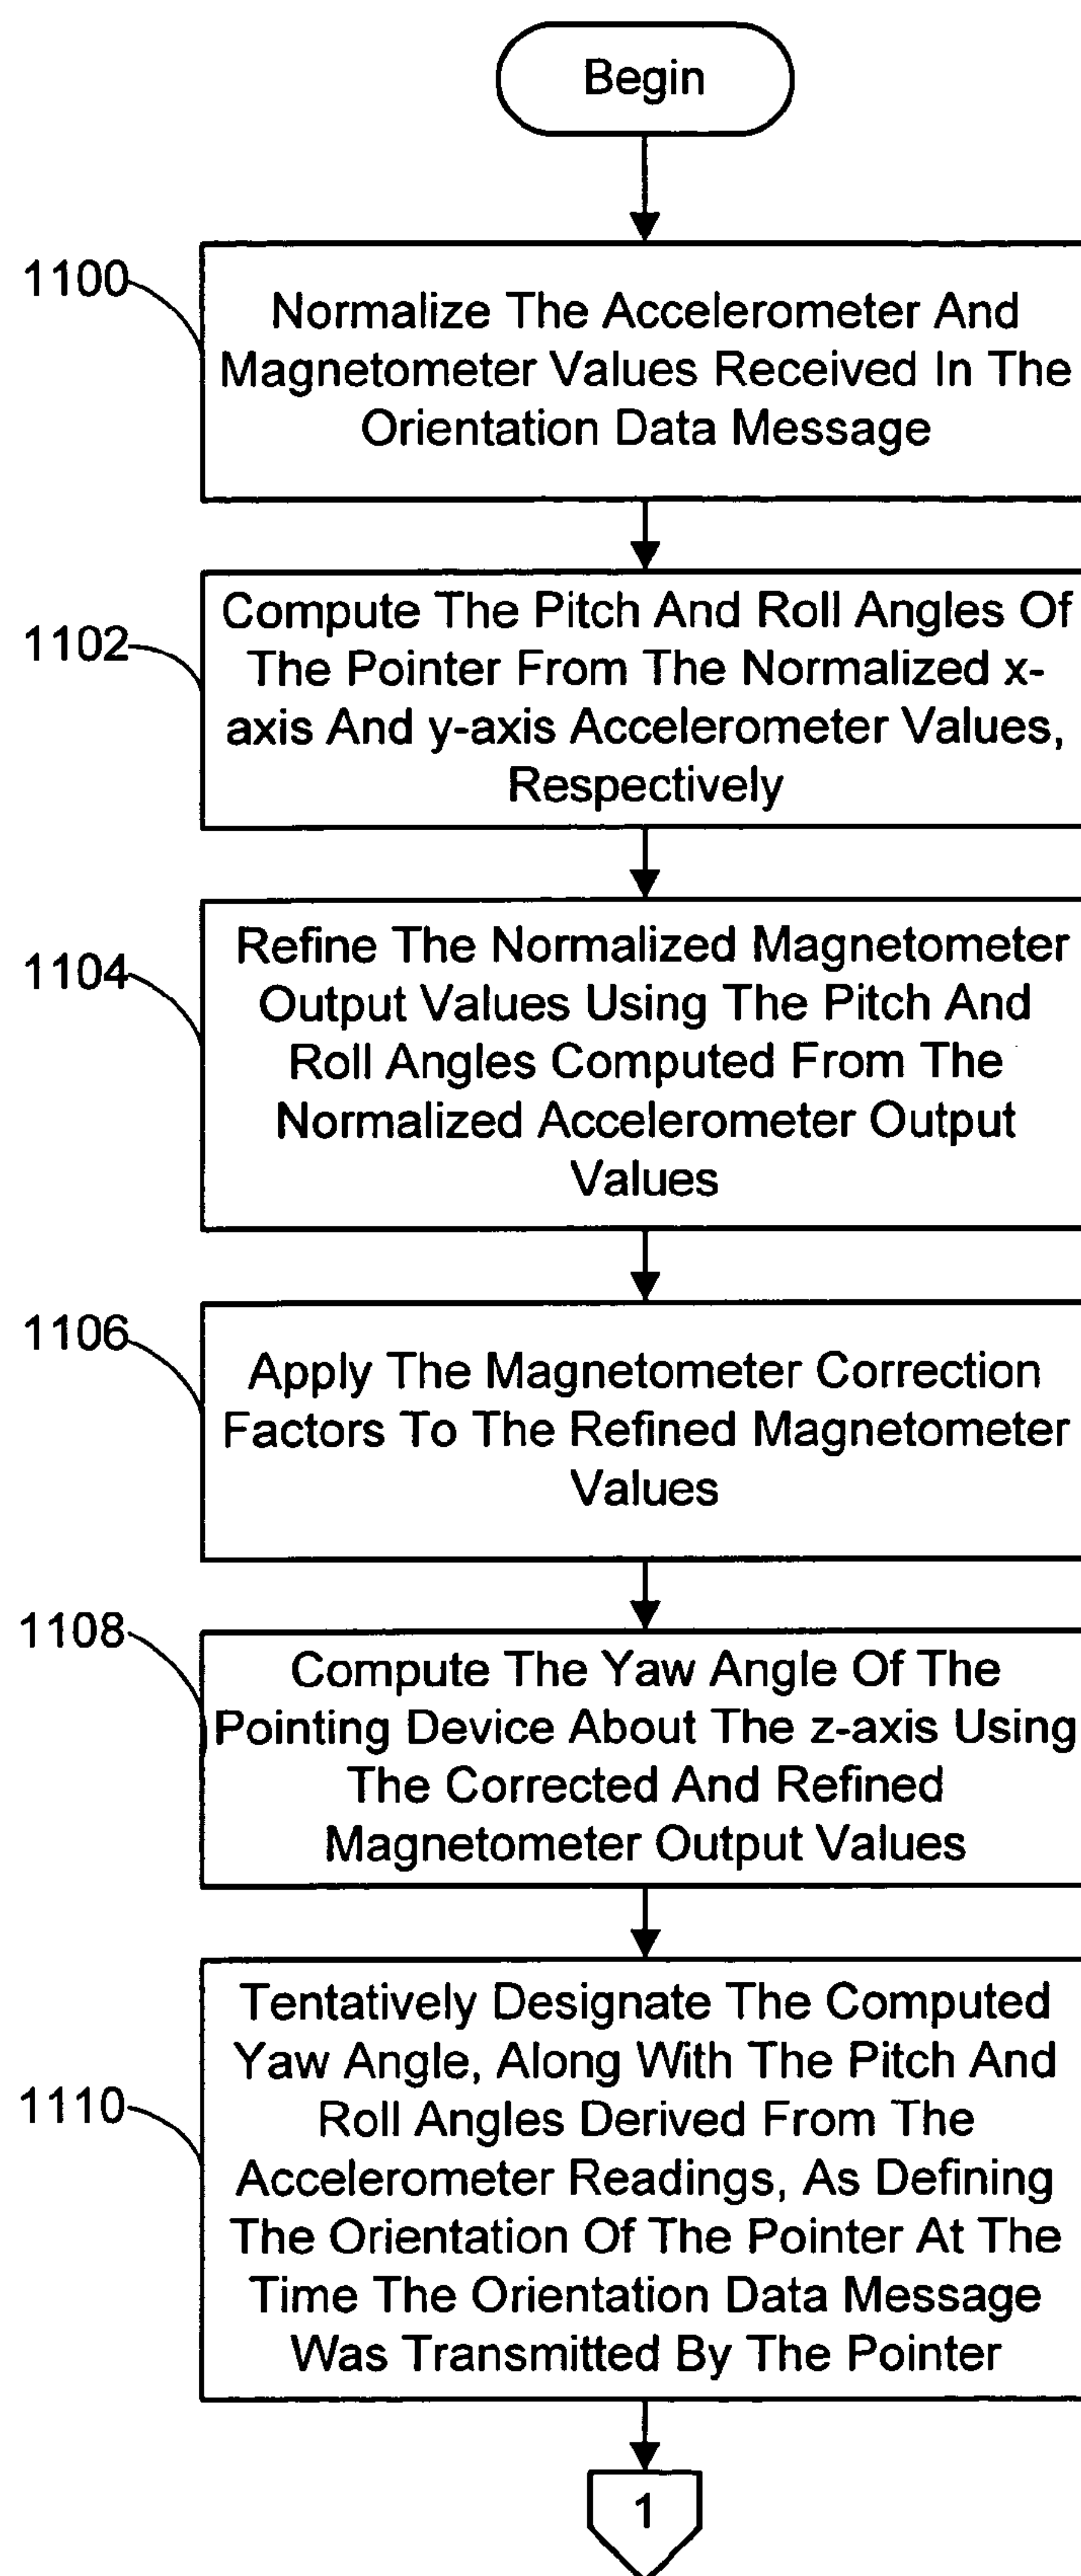 Begin
1100
Normalize The Accelerometer And
Magnetometer Values Received In The
Orientation Data Message
1102
Compute The Pitch And Roll Angles Of
The Pointer From The Normalized x-
axis And y-axis Accelerometer Values,
Respectively
1104
Refine The Normalized Magnetometer
Output Values Using The Pitch And
Roll Angles Computed From The
Normalized Accelerometer Output
Values
1106
Apply The Magnetometer Correction
Factors To The Refined Magnetometer
Values
1108
Compute The Yaw Angle Of The
Pointing Device About The z-axis Using
The Corrected And Refined
Magnetometer Output Values
1110
Tentatively Designate The Computed
Yaw Angle, Along With The Pitch And
Roll Angles Derived From The
Accelerometer Readings, As Defining
The Orientation Of The Pointer At The
Time The Orientation Data Message
Was Transmitted By The Pointer
1